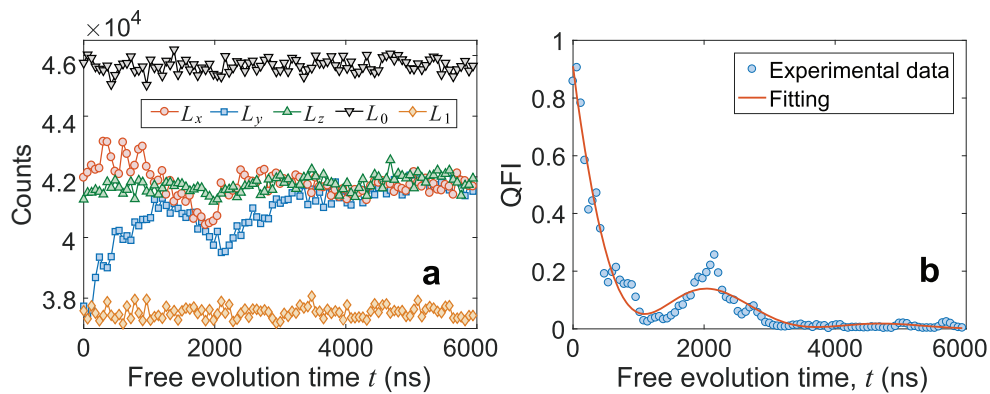 ×10⁴
4.6
4.4
4.2
4
3.8
Counts
L_x L_y L_z L_0 L_1
a
0 2000 4000 6000
Free evolution time t (ns)
1
0.8
0.6
0.4
0.2
0
QFI
Experimental data
Fitting
b
0 2000 4000 6000
Free evolution time, t (ns)